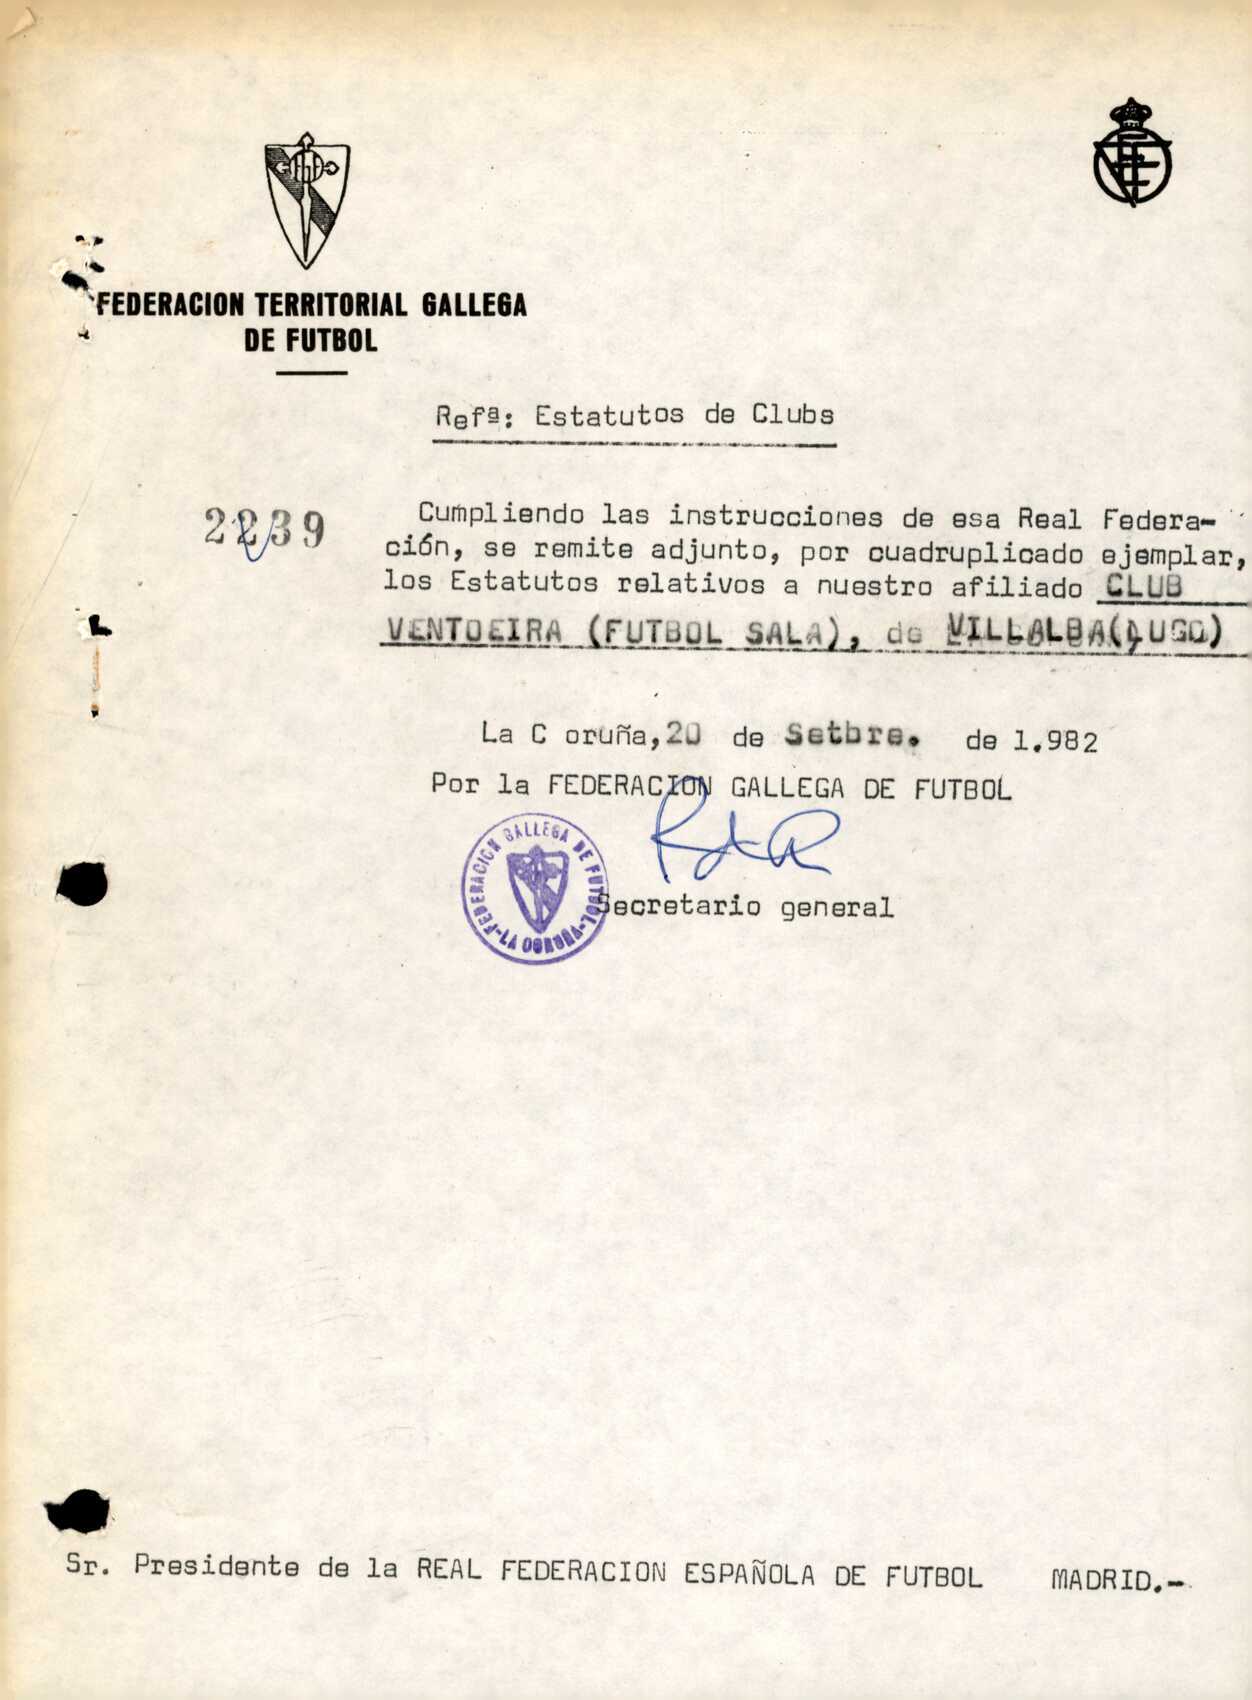 FEDERACION TERRITORIAL GALLEGA
DE FUTBOL
Refª: Estatutos de Clubs
2239
Cumpliendo las instrucciones de esa Real Federa-
ción, se remite adjunto, por cuadruplicado ejemplar,
los Estatutos relativos a nuestro afiliado CLUB
VENTOEIRA (FUTBOL SALA), de VILLALBA(LUGO)
La C oruña, 20 de Setbre. de 1.982
Por la FEDERACION GALLEGA DE FUTBOL
FEDERACION GALLEGA DE FUTBOL-LA CORUÑA-
Secretario general
Sr. Presidente de la REAL FEDERACION ESPAÑOLA DE FUTBOL MADRID.-